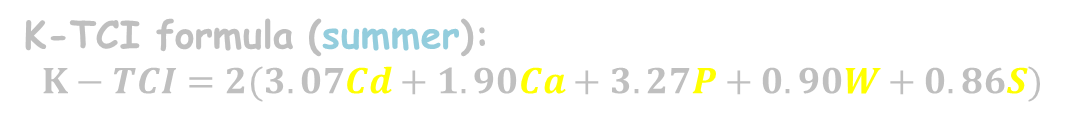 K-TCI formula (summer):
K − TCI = 2(3.07Cd + 1.90Ca + 3.27P + 0.90W + 0.86S)